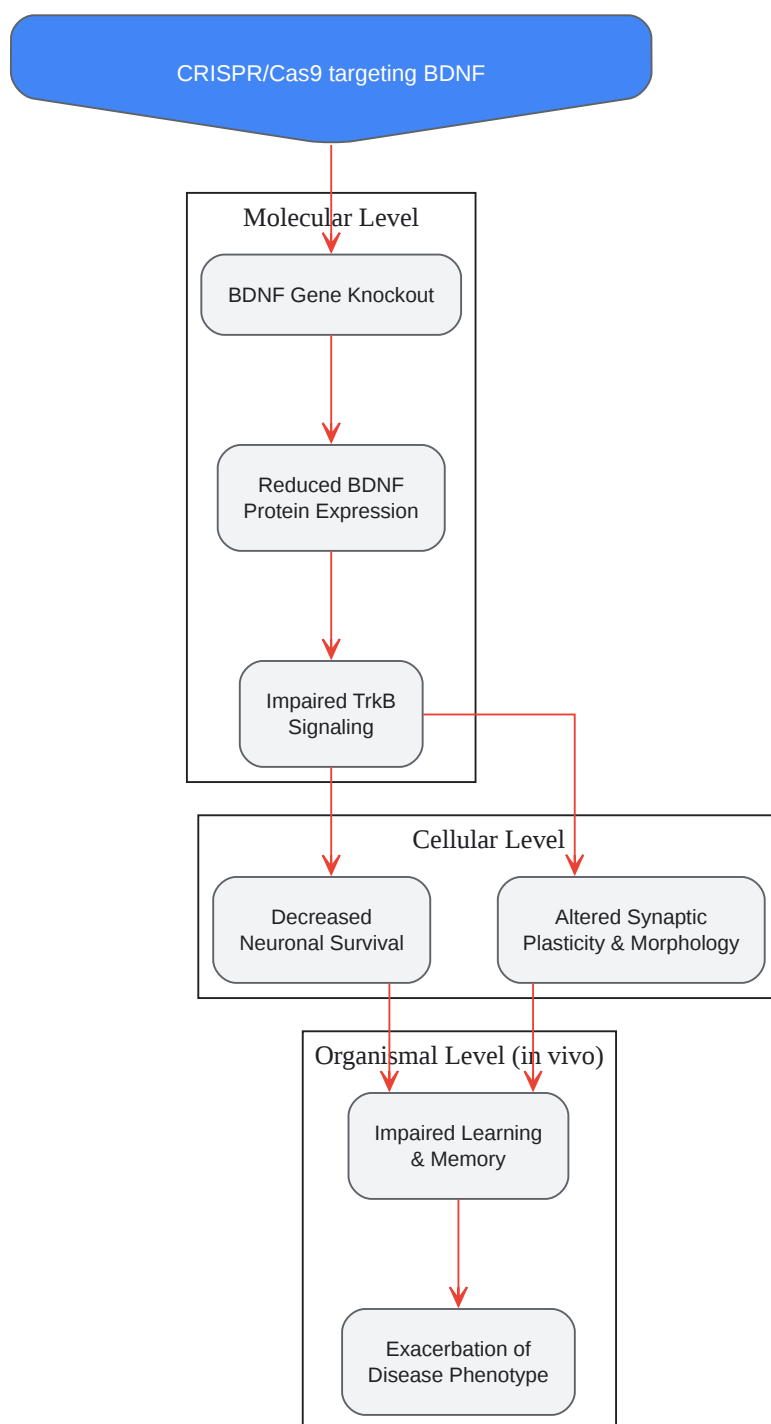 CRISPR/Cas9 targeting BDNF
Molecular Level
BDNF Gene Knockout
Reduced BDNF
Protein Expression
Impaired TrkB
Signaling
Cellular Level
Decreased
Neuronal Survival
Altered Synaptic
Plasticity & Morphology
Organismal Level (in vivo)
Impaired Learning
& Memory
Exacerbation of
Disease Phenotype